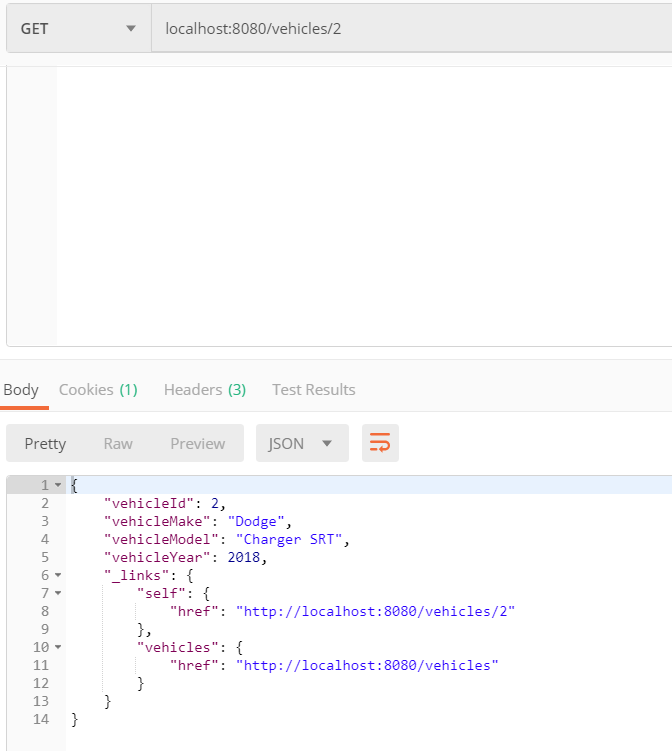 GET localhost:8080/vehicles/2
Body Cookies (1) Headers (3) Test Results
Pretty Raw Preview JSON
1 {
2 "vehicleId": 2,
3 "vehicleMake": "Dodge",
4 "vehicleModel": "Charger SRT",
5 "vehicleYear": 2018,
6 "_links": {
7 "self": {
8 "href": "http://localhost:8080/vehicles/2"
9 },
10 "vehicles": {
11 "href": "http://localhost:8080/vehicles"
12 }
13 }
14 }